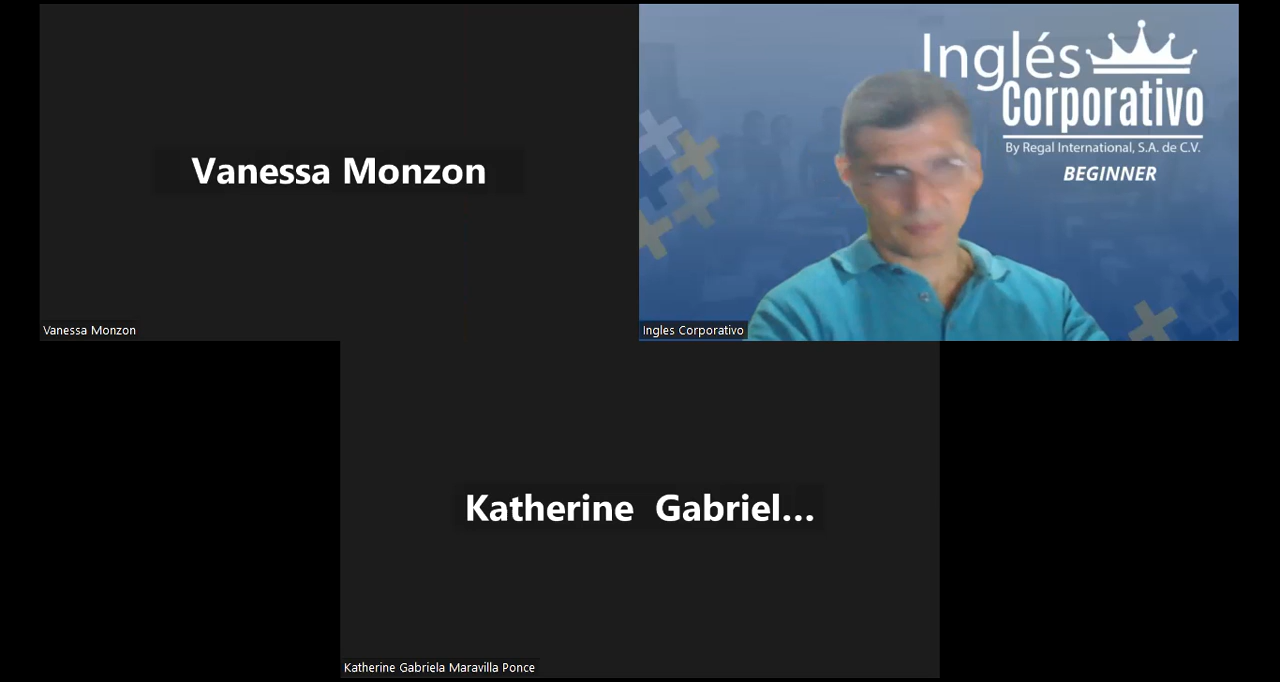 Vanessa Monzon
Vanessa Monzon
Inglés
Corporativo
By Regal International, S.A. de C.V.
BEGINNER
Ingles Corporativo
Katherine  Gabriel...
Katherine Gabriela Maravilla Ponce